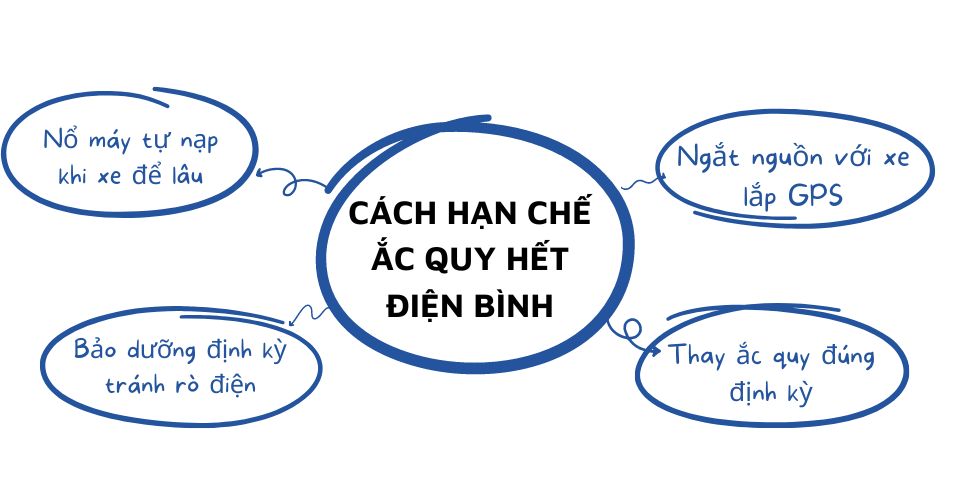 Nổ máy tự nạp
khi xe để lâu
Ngắt nguồn với xe
lắp GPS
CÁCH HẠN CHẾ
ẮC QUY HẾT
ĐIỆN BÌNH
Bảo dưỡng định kỳ
tránh rò điện
Thay ắc quy đúng
định kỳ